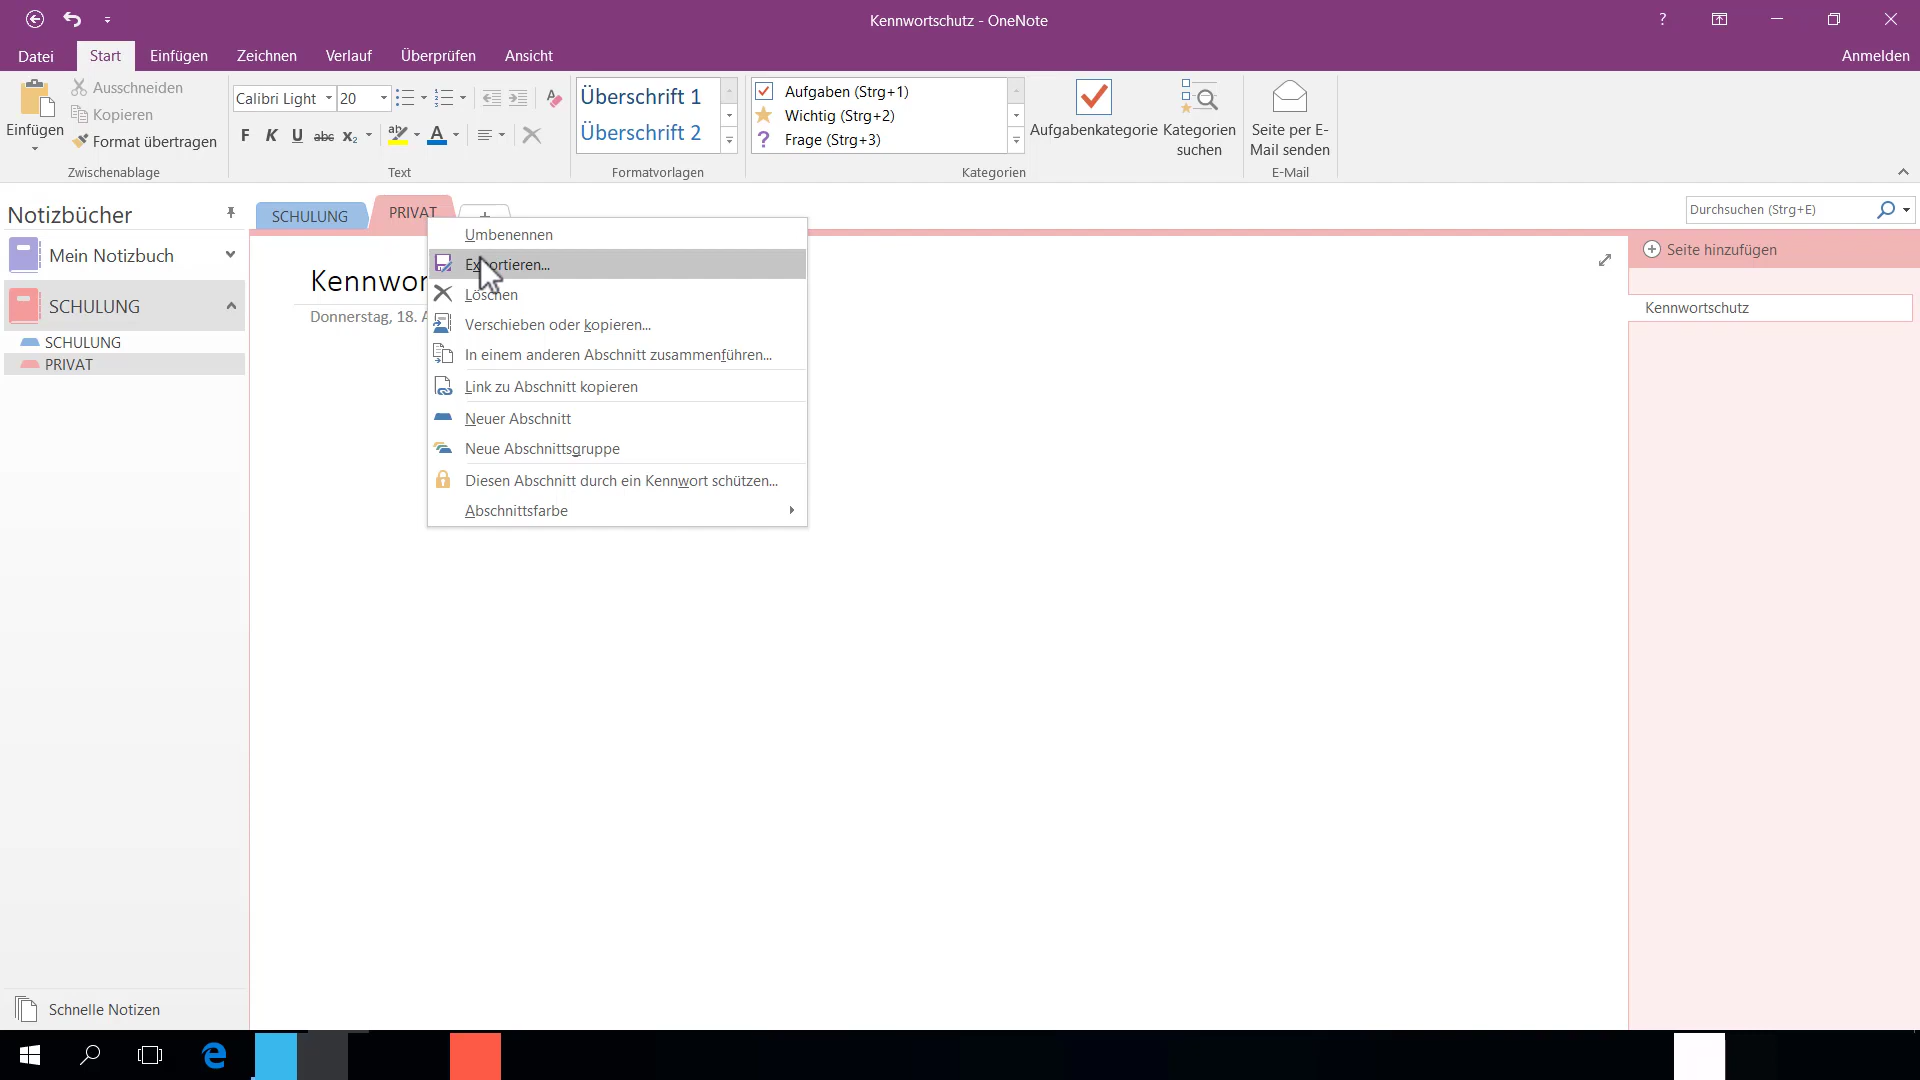 Kennwortschutz - OneNote
?
Datei Start Einfügen Zeichnen Verlauf Überprüfen Ansicht Anmelden
Einfügen
Ausschneiden
Kopieren
Format übertragen
Zwischenablage
Calibri Light 20
F K U abc x₂ ab A
Text
Überschrift 1
Überschrift 2
Formatvorlagen
Aufgaben (Strg+1)
Wichtig (Strg+2)
? Frage (Strg+3)
Aufgabenkategorie
Kategorien
suchen
Kategorien
Seite per E-
Mail senden
E-Mail
Notizbücher
Mein Notizbuch
SCHULUNG
SCHULUNG
PRIVAT
Schnelle Notizen
SCHULUNG PRIVAT +
Durchsuchen (Strg+E)
Donnerstag, 18.
Umbenennen
Exportieren...
Löschen
Verschieben oder kopieren...
In einem anderen Abschnitt zusammenführen...
Link zu Abschnitt kopieren
Neuer Abschnitt
Neue Abschnittsgruppe
Diesen Abschnitt durch ein Kennwort schützen...
Abschnittsfarbe
Seite hinzufügen
Kennwortschutz